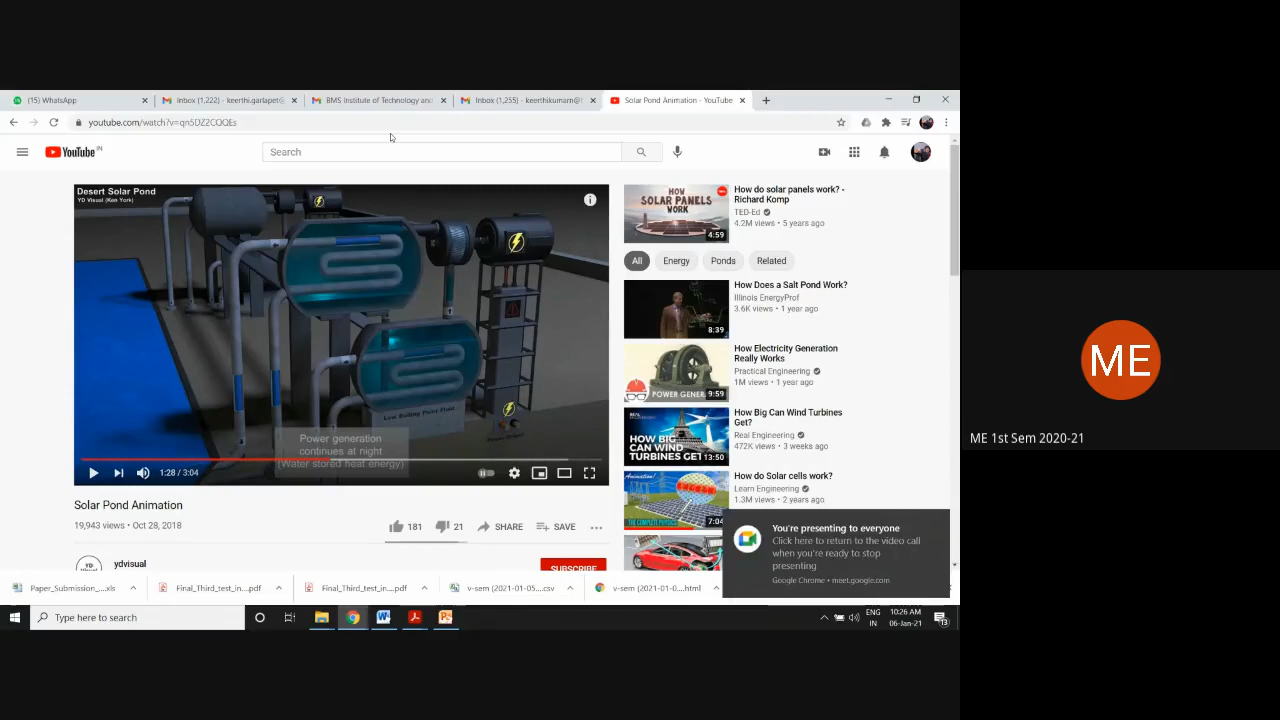 (15) WhatsApp
Inbox (1,222) - keerthi.garlapet@
BMS Institute of Technology and
Inbox (1,255) - keerthikumarn@
Solar Pond Animation - YouTube
youtube.com/watch?v=qn5DZ2COQEs
YouTube IN
Search
Desert Solar Pond
YD Visual (Ken York)
Low Boiling Point Fluid
Power generation
continues at night
(Water stored heat energy)
1:28 / 3:04
Solar Pond Animation
19,943 views • Oct 28, 2018
181
21
SHARE
SAVE
ydvisual
SUBSCRIBE
HOW
SOLAR PANELS
WORK
4:59
How do solar panels work? -
Richard Komp
TED-Ed
4.2M views • 5 years ago
All
Energy
Ponds
Related
8:39
How Does a Salt Pond Work?
Illinois EnergyProf
3.6K views • 1 year ago
POWER GENER
9:59
How Electricity Generation
Really Works
Practical Engineering
1M views • 1 year ago
REAL
HOW BIG
CAN WIND
TURBINES GET?
13:50
How Big Can Wind Turbines
Get?
Real Engineering
472K views • 3 weeks ago
Animation!
THE COMPLETE PHYSICS
7:04
How do Solar cells work?
Learn Engineering
1.3M views • 2 years ago
You're presenting to everyone
Click here to return to the video call
when you're ready to stop
presenting
Google Chrome • meet.google.com
Paper_Submission_....xls
Final_Third_test_in....pdf
Final_Third_test_in....pdf
v-sem (2021-01-05....csv
v-sem (2021-01-0....html
Type here to search
ENG
IN
10:26 AM
06-Jan-21
13
ME
ME 1st Sem 2020-21